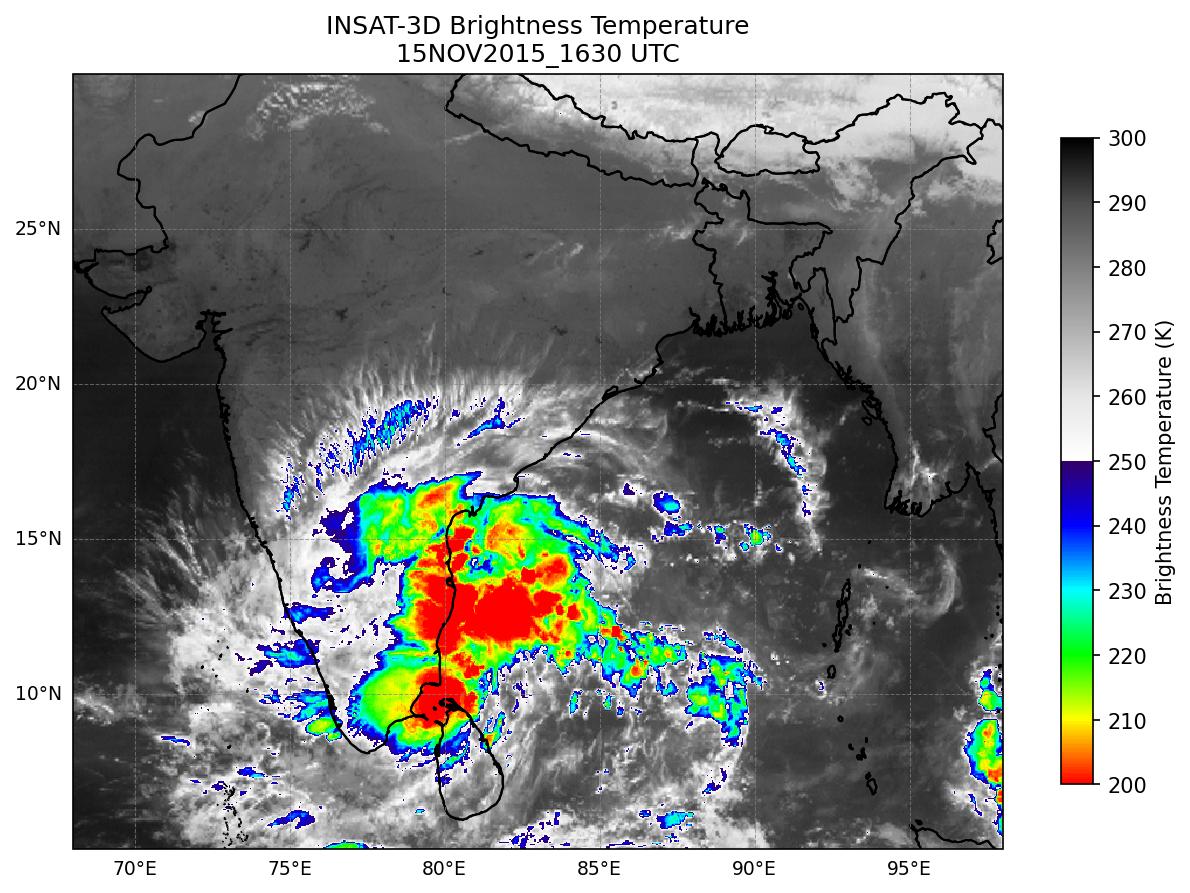 INSAT-3D Brightness Temperature
15NOV2015_1630 UTC
25°N
20°N
15°N
10°N
70°E
75°E
80°E
85°E
90°E
95°E
300
290
280
270
260
250
240
230
220
210
200
Brightness Temperature (K)